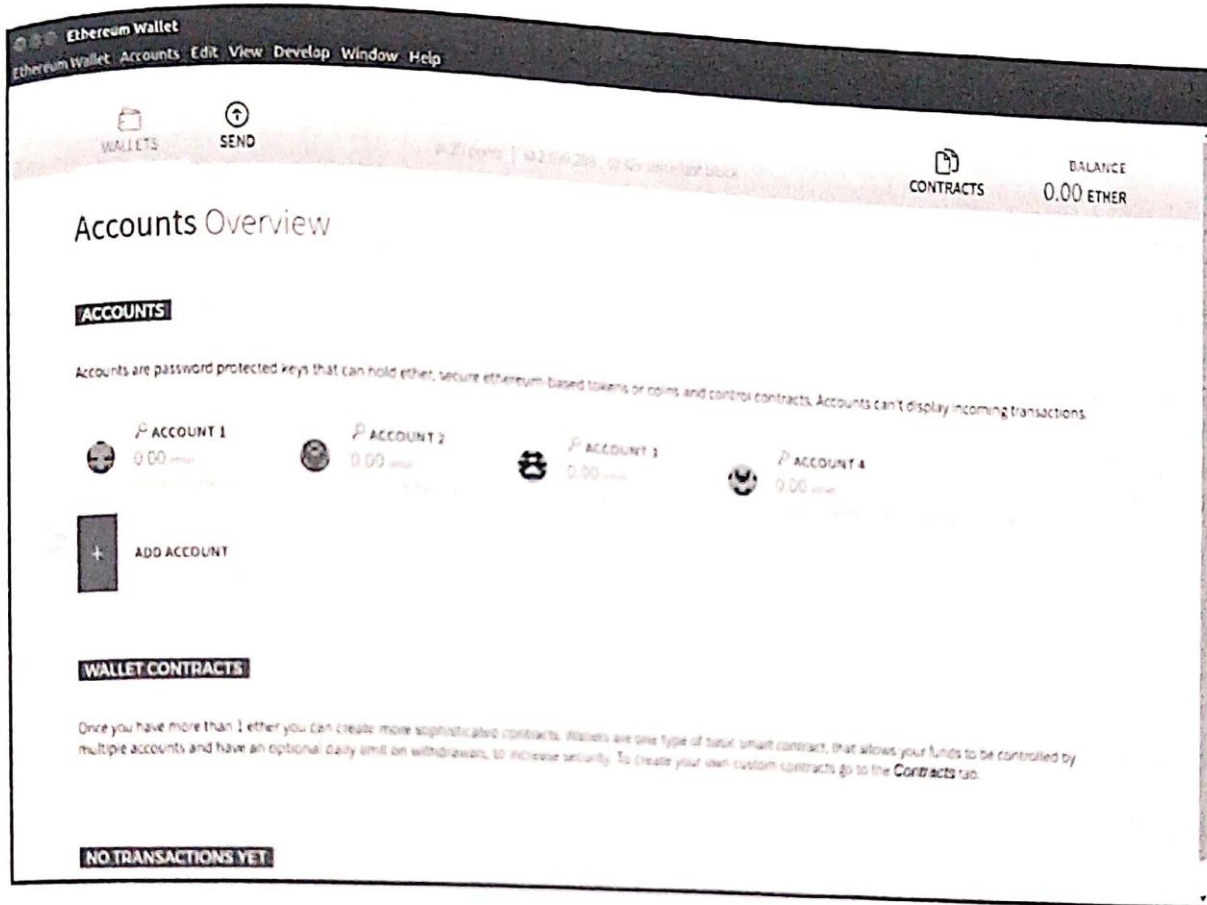 Ethereum Wallet
Ethereum Wallet Accounts Edit View Develop Window Help
WALLETS
SEND
CONTRACTS
BALANCE
0.00 ETHER
Accounts Overview
ACCOUNTS
Accounts are password protected keys that can hold ether, secure ethereum-based tokens or coins and control contracts. Accounts can't display incoming transactions.
ACCOUNT 1
0.00 ether
ACCOUNT 2
0.00 ether
ACCOUNT 3
0.00 ether
ACCOUNT 4
0.00 ether
+ ADD ACCOUNT
WALLET CONTRACTS
Once you have more than 1 ether you can create more sophisticated contracts. Wallets are one type of basic smart contract, that allows your funds to be controlled by
multiple accounts and have an optional daily limit on withdrawals, to increase security. To create your own custom contracts go to the Contracts tab.
NO TRANSACTIONS YET